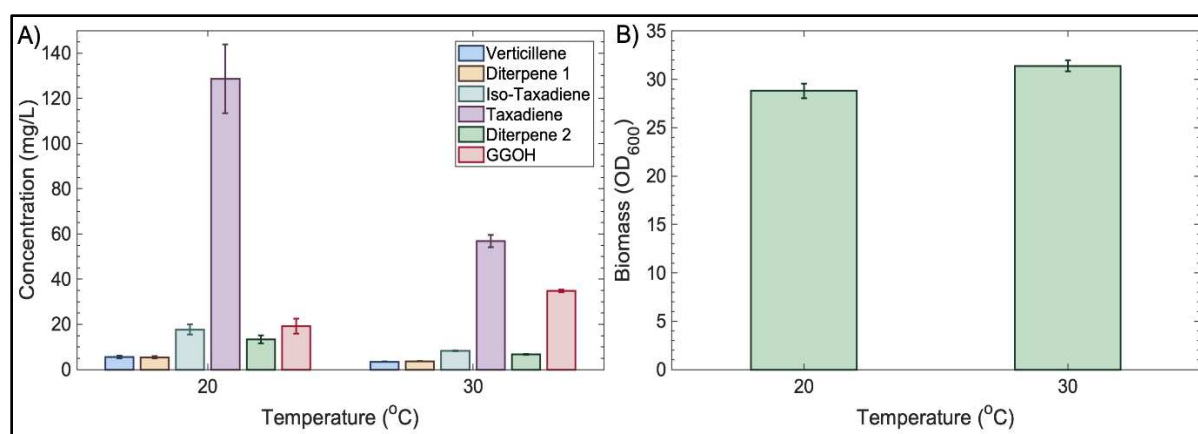 A)
Concentration (mg/L)
140
120
100
80
60
40
20
0
Verticillene
Diterpene 1
Iso-Taxadiene
Taxadiene
Diterpene 2
GGOH
20
30
Temperature (°C)
B)
Biomass (OD₆₀₀)
35
30
25
20
15
10
5
0
20
30
Temperature (°C)